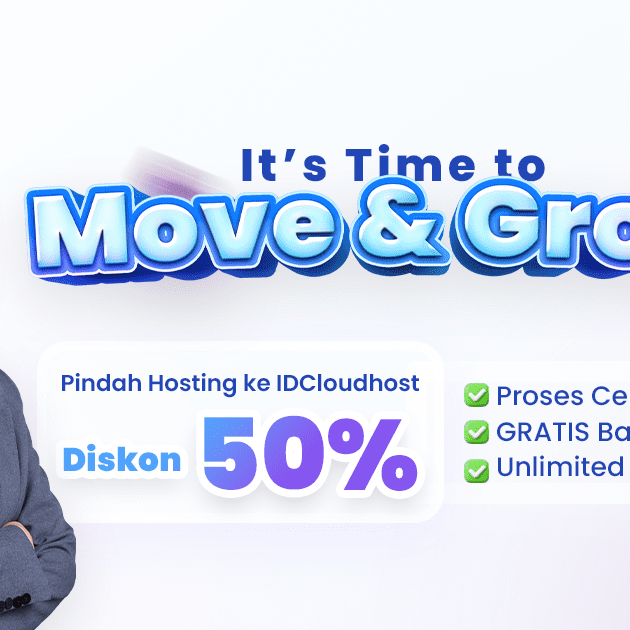 It's Time to
Move & Gro
Pindah Hosting ke IDCloudhost
Diskon 50%
Proses Ce
GRATIS Ba
Unlimited